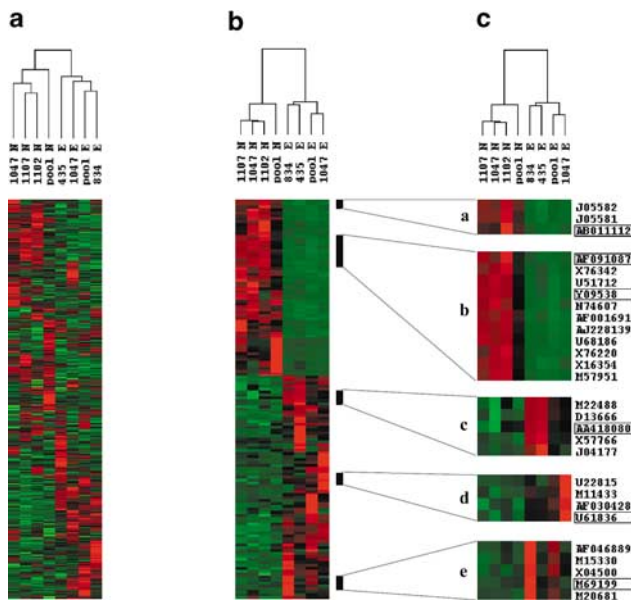 a
b
c
1047 N
1107 N
1102 N
pool N
435 E
1047 E
pool E
834 E
1107 N
1047 N
1102 N
pool N
834 E
435 E
pool E
1047 E
1107 N
1047 N
1102 N
pool N
834 E
435 E
pool E
1047 E
a
J05582
J05581
AB011112
b
AF091087
X76342
U51712
Y09538
M74607
AF001691
AJ228139
U68186
X76220
X16354
M57951
c
M22488
D13666
AA418080
X57766
J04177
d
U22815
M11433
AF030428
U61836
e
AF046889
M15330
X04500
M69199
M20681